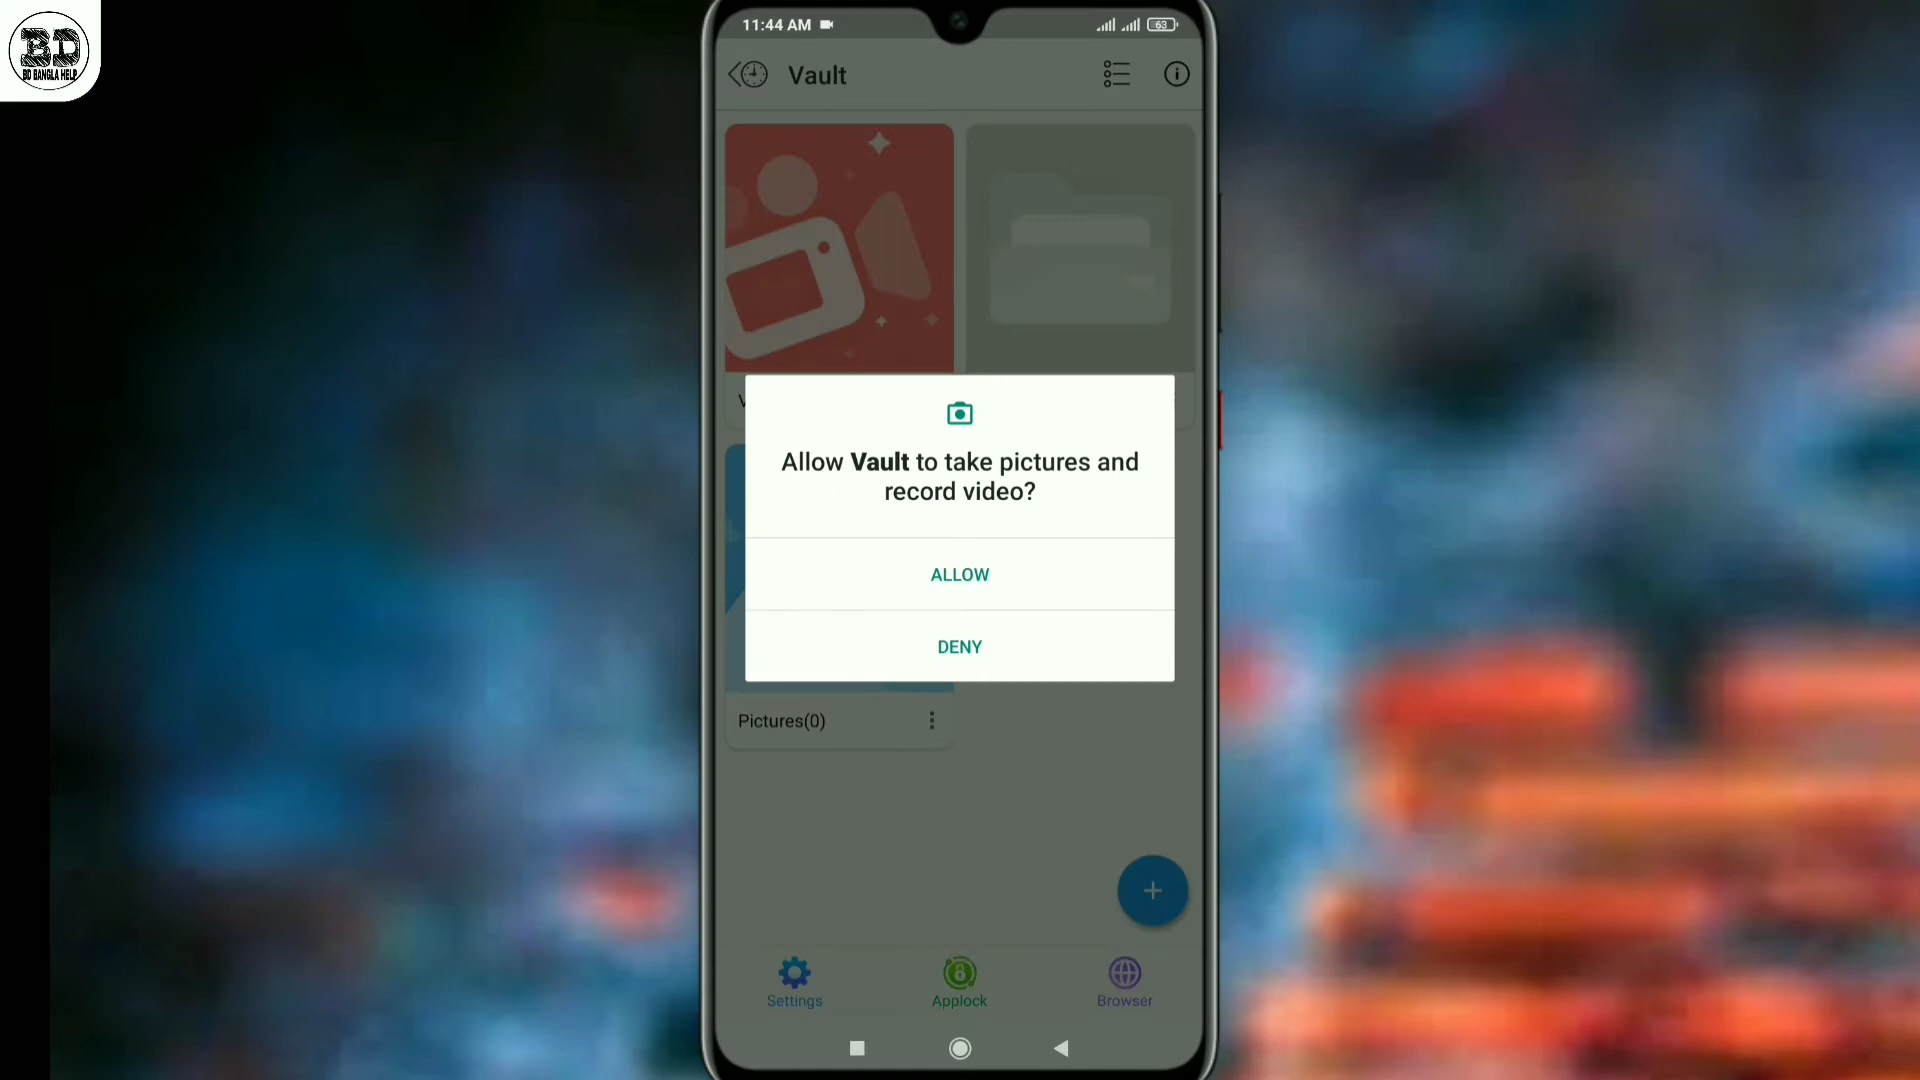 BD
BD BANGLA HELP
11:44 AM
63
Vault
Allow Vault to take pictures and
record video?
ALLOW
DENY
Pictures(0)
Settings
Applock
Browser